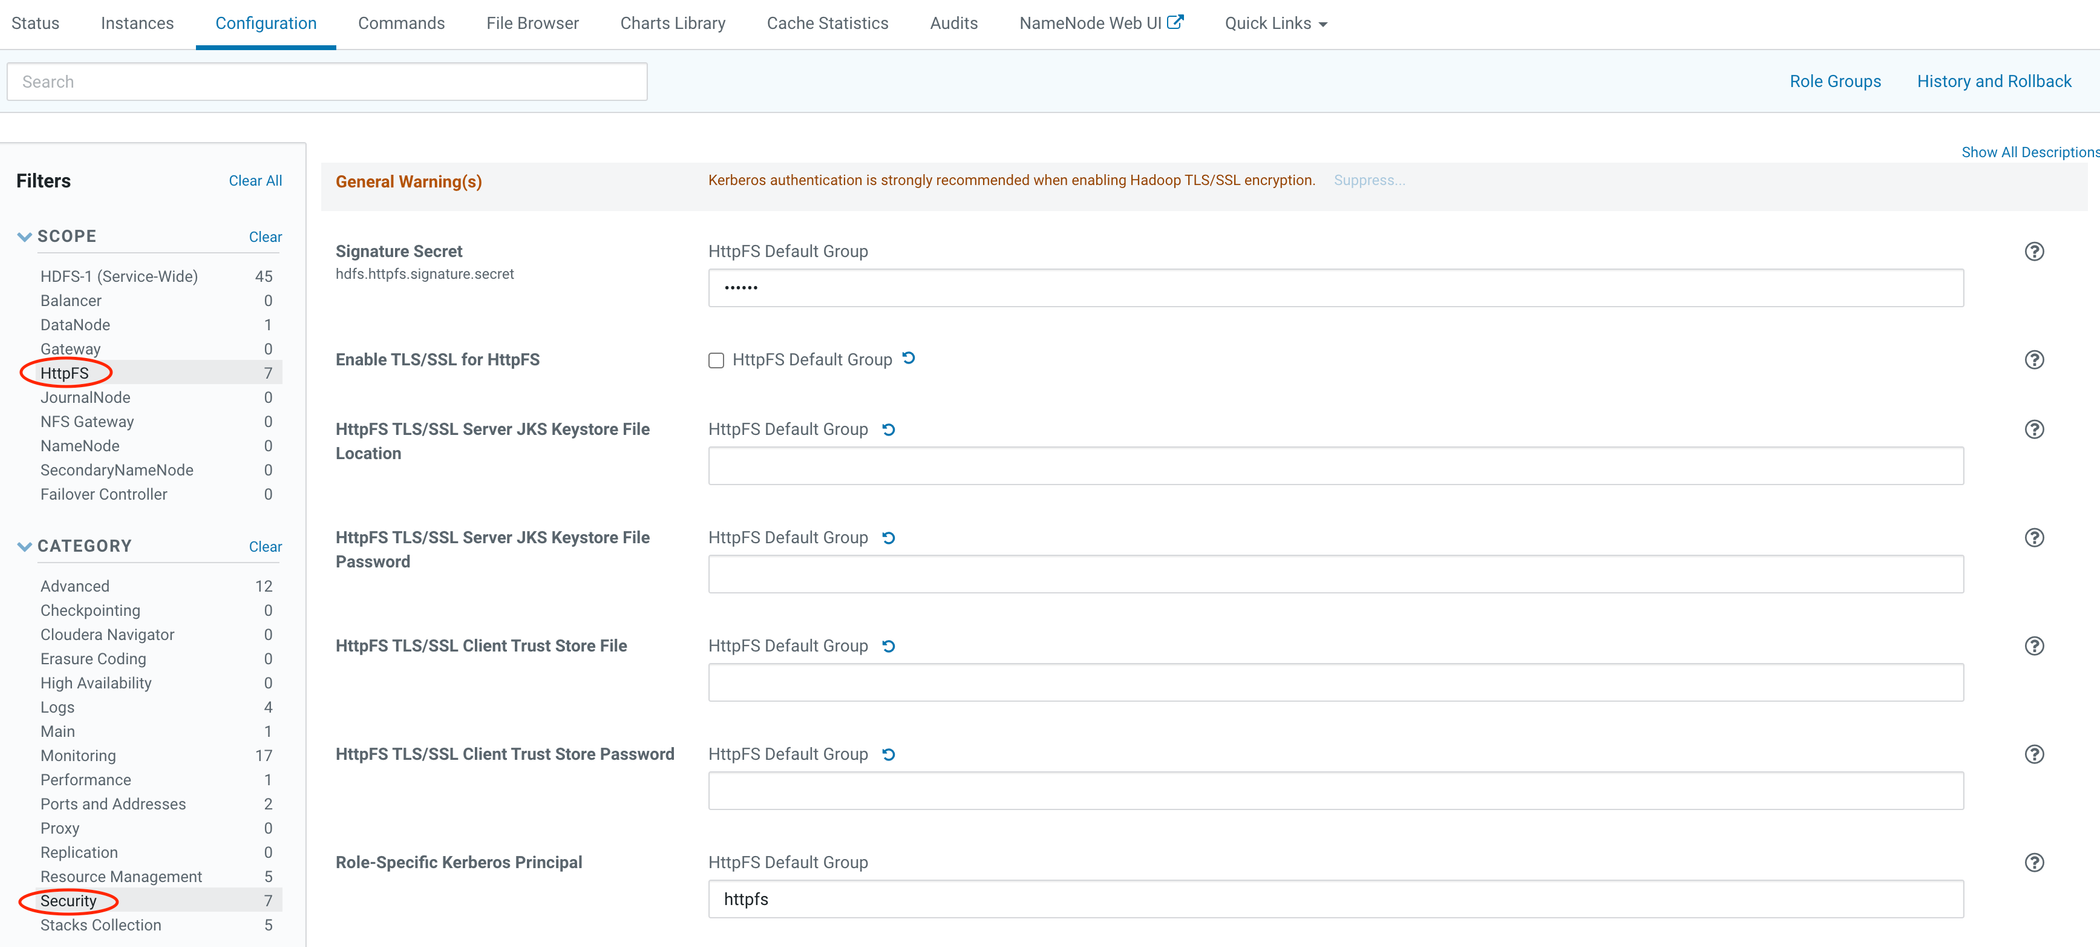 Status Instances Configuration Commands File Browser Charts Library Cache Statistics Audits NameNode Web UI Quick Links
Search
Role Groups History and Rollback
Show All Descriptions
Filters Clear All
SCOPE Clear
HDFS-1 (Service-Wide) 45
Balancer 0
DataNode 1
Gateway 0
HttpFS 7
JournalNode 0
NFS Gateway 0
NameNode 0
SecondaryNameNode 0
Failover Controller 0
CATEGORY Clear
Advanced 12
Checkpointing 0
Cloudera Navigator 0
Erasure Coding 0
High Availability 0
Logs 4
Main 1
Monitoring 17
Performance 1
Ports and Addresses 2
Proxy 0
Replication 0
Resource Management 5
Security 7
Stacks Collection 5
General Warning(s) Kerberos authentication is strongly recommended when enabling Hadoop TLS/SSL encryption. Suppress...
Signature Secret HttpFS Default Group
hdfs.httpfs.signature.secret
••••••
Enable TLS/SSL for HttpFS HttpFS Default Group
HttpFS TLS/SSL Server JKS Keystore File HttpFS Default Group
Location
HttpFS TLS/SSL Server JKS Keystore File HttpFS Default Group
Password
HttpFS TLS/SSL Client Trust Store File HttpFS Default Group
HttpFS TLS/SSL Client Trust Store Password HttpFS Default Group
Role-Specific Kerberos Principal HttpFS Default Group
httpfs